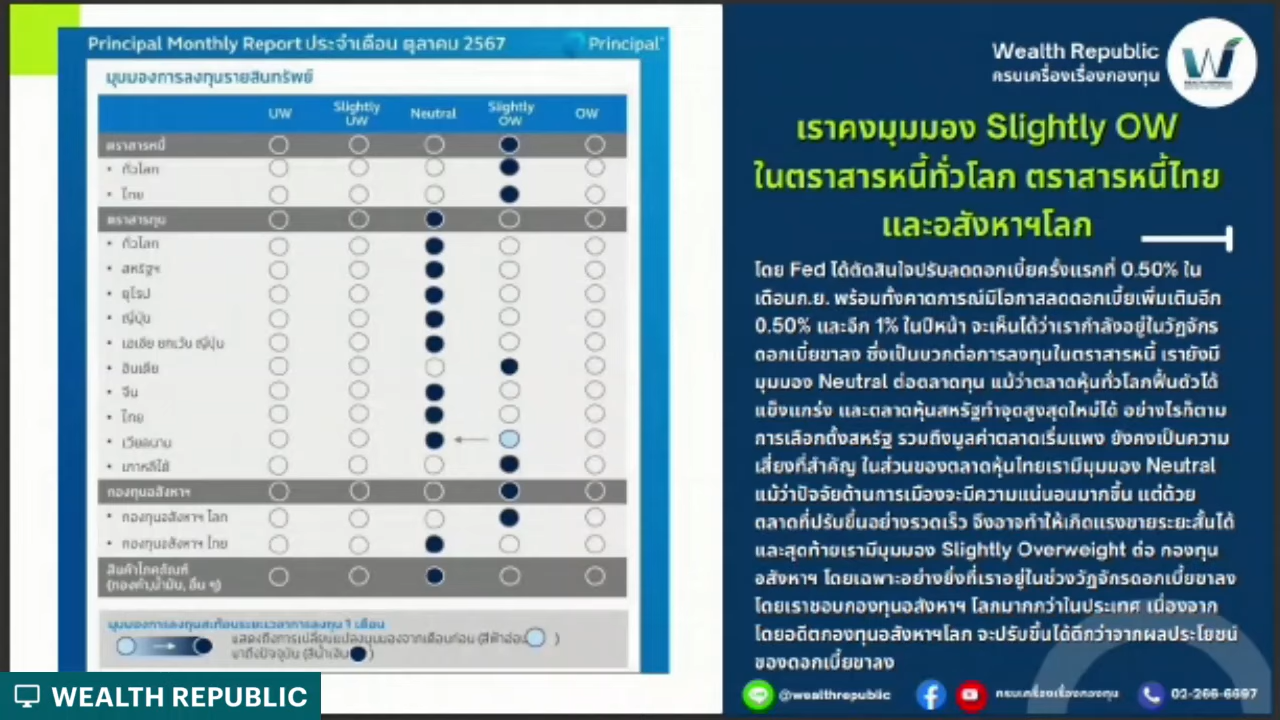 Principal Monthly Report ประจำเดือน ตุลาคม 2567
Principal
มุมมองการลงทุนรายสินทรัพย์
UW
Slightly UW
Neutral
Slightly OW
OW
ตราสารหนี้
• ทั่วโลก
• ไทย
ตราสารทุน
• ทั่วโลก
• สหรัฐฯ
• ยุโรป
• ญี่ปุ่น
• เอเชีย ยกเว้น ญี่ปุ่น
• อินเดีย
• จีน
• ไทย
• เวียดนาม
• เกาหลีใต้
กองทุนอสังหาฯ
• กองทุนอสังหาฯ โลก
• กองทุนอสังหาฯ ไทย
สินค้าโภคภัณฑ์
(ทองคำ,น้ำมัน, อื่น ๆ)
มุมมองการลงทุนสะท้อนระยะเวลาการลงทุน 1 เดือน
แสดงถึงการเปลี่ยนแปลงมุมมองจากเดือนก่อน (สีฟ้าอ่อน )
มาถึงปัจจุบัน (สีน้ำเงิน )
WEALTH REPUBLIC
Wealth Republic
ครบเครื่องเรื่องกองทุน
เราคงมุมมอง Slightly OW
ในตราสารหนี้ทั่วโลก ตราสารหนี้ไทย
และอสังหาฯโลก
โดย Fed ได้ตัดสินใจปรับลดดอกเบี้ยครั้งแรกที่ 0.50% ใน
เดือนก.ย. พร้อมทั้งคาดการณ์มีโอกาสลดดอกเบี้ยเพิ่มเติมอีก
0.50% และอีก 1% ในปีหน้า จะเห็นได้ว่าเรากำลังอยู่ในวัฏจักร
ดอกเบี้ยขาลง ซึ่งเป็นบวกต่อการลงทุนในตราสารหนี้ เรายังมี
มุมมอง Neutral ต่อตลาดทุน แม้ว่าตลาดหุ้นทั่วโลกฟื้นตัวได้
แข็งแกร่ง และตลาดหุ้นสหรัฐทำจุดสูงสุดใหม่ได้ อย่างไรก็ตาม
การเลือกตั้งสหรัฐ รวมถึงมูลค่าตลาดเริ่มแพง ยังคงเป็นความ
เสี่ยงที่สำคัญ ในส่วนของตลาดหุ้นไทยเรามีมุมมอง Neutral
แม้ว่าปัจจัยด้านการเมืองจะมีความแน่นอนมากขึ้น แต่ด้วย
ตลาดที่ปรับขึ้นอย่างรวดเร็ว จึงอาจทำให้เกิดแรงขายระยะสั้นได้
และสุดท้ายเรามีมุมมอง Slightly Overweight ต่อ กองทุน
อสังหาฯ โดยเฉพาะอย่างยิ่งที่เราอยู่ในช่วงวัฏจักรดอกเบี้ยขาลง
โดยเราชอบกองทุนอสังหาฯ โลกมากกว่าในประเทศ เนื่องจาก
โดยอดีตกองทุนอสังหาฯโลก จะปรับขึ้นได้ดีกว่าจากผลประโยชน์
ของดอกเบี้ยขาลง
@wealthrepublic
ครบเครื่องเรื่องกองทุน
02-266-6697